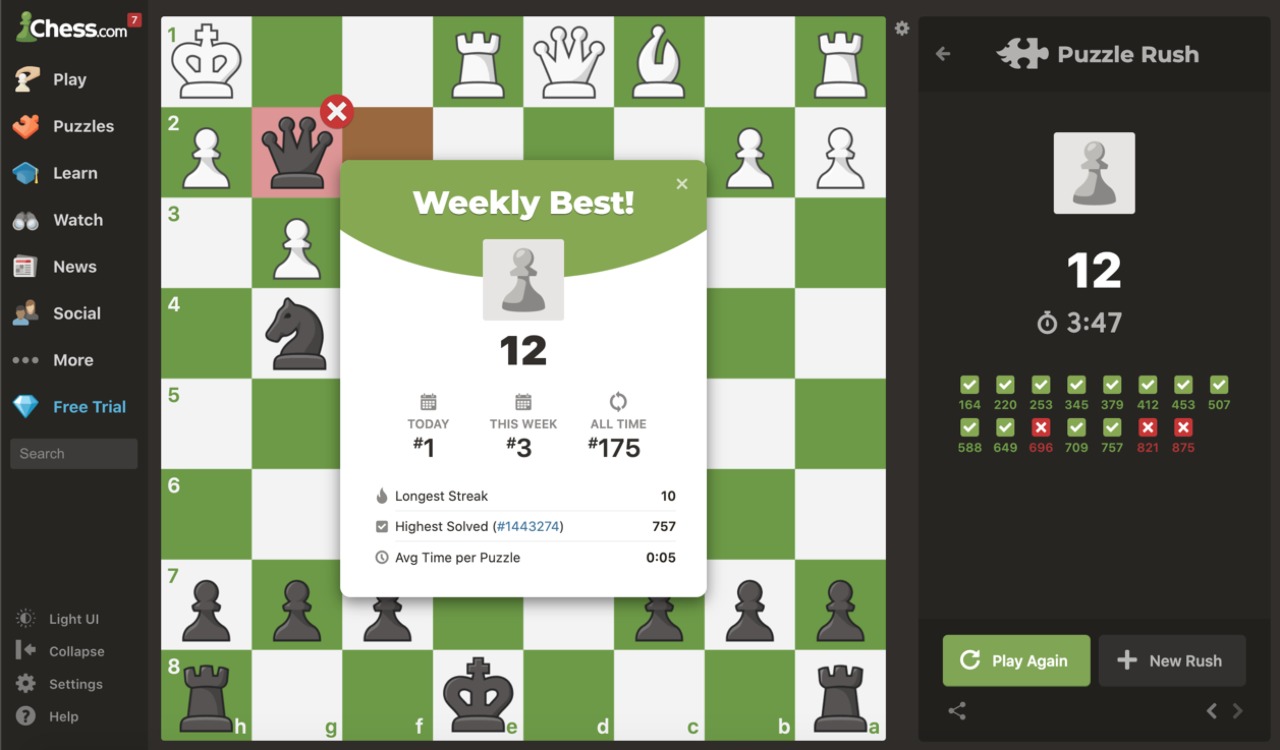 Chess.com
7
Play
Puzzles
Learn
Watch
News
Social
More
Free Trial
Search
Light UI
Collapse
Settings
Help
1
2
3
4
5
6
7
8
h
g
f
e
d
c
b
a
Weekly Best!
12
TODAY
#1
THIS WEEK
#3
ALL TIME
#175
Longest Streak 10
Highest Solved (#1443274) 757
Avg Time per Puzzle 0:05
Puzzle Rush
12
3:47
164 220 253 345 379 412 453 507
588 649 696 709 757 821 875
Play Again
New Rush